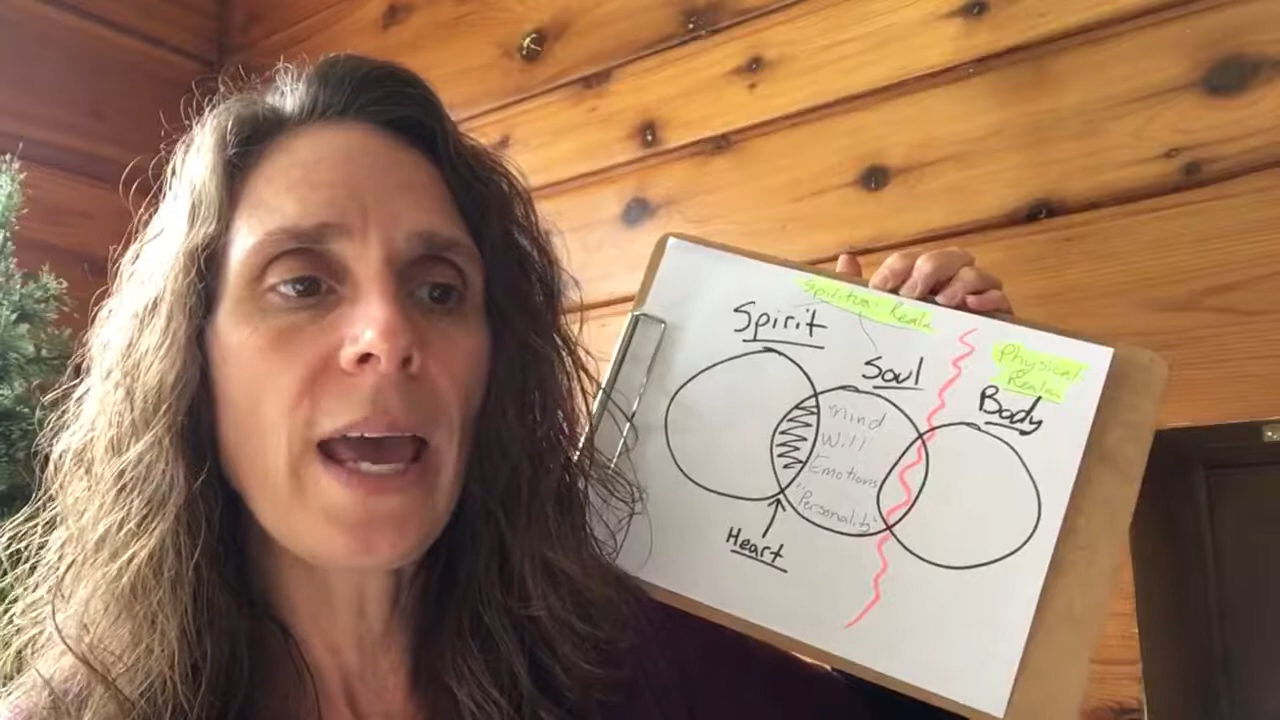 Spiritual Realm
Spirit
Physical
Realm
Soul
Body
Mind
Will
Emotions
"Personality"
Heart